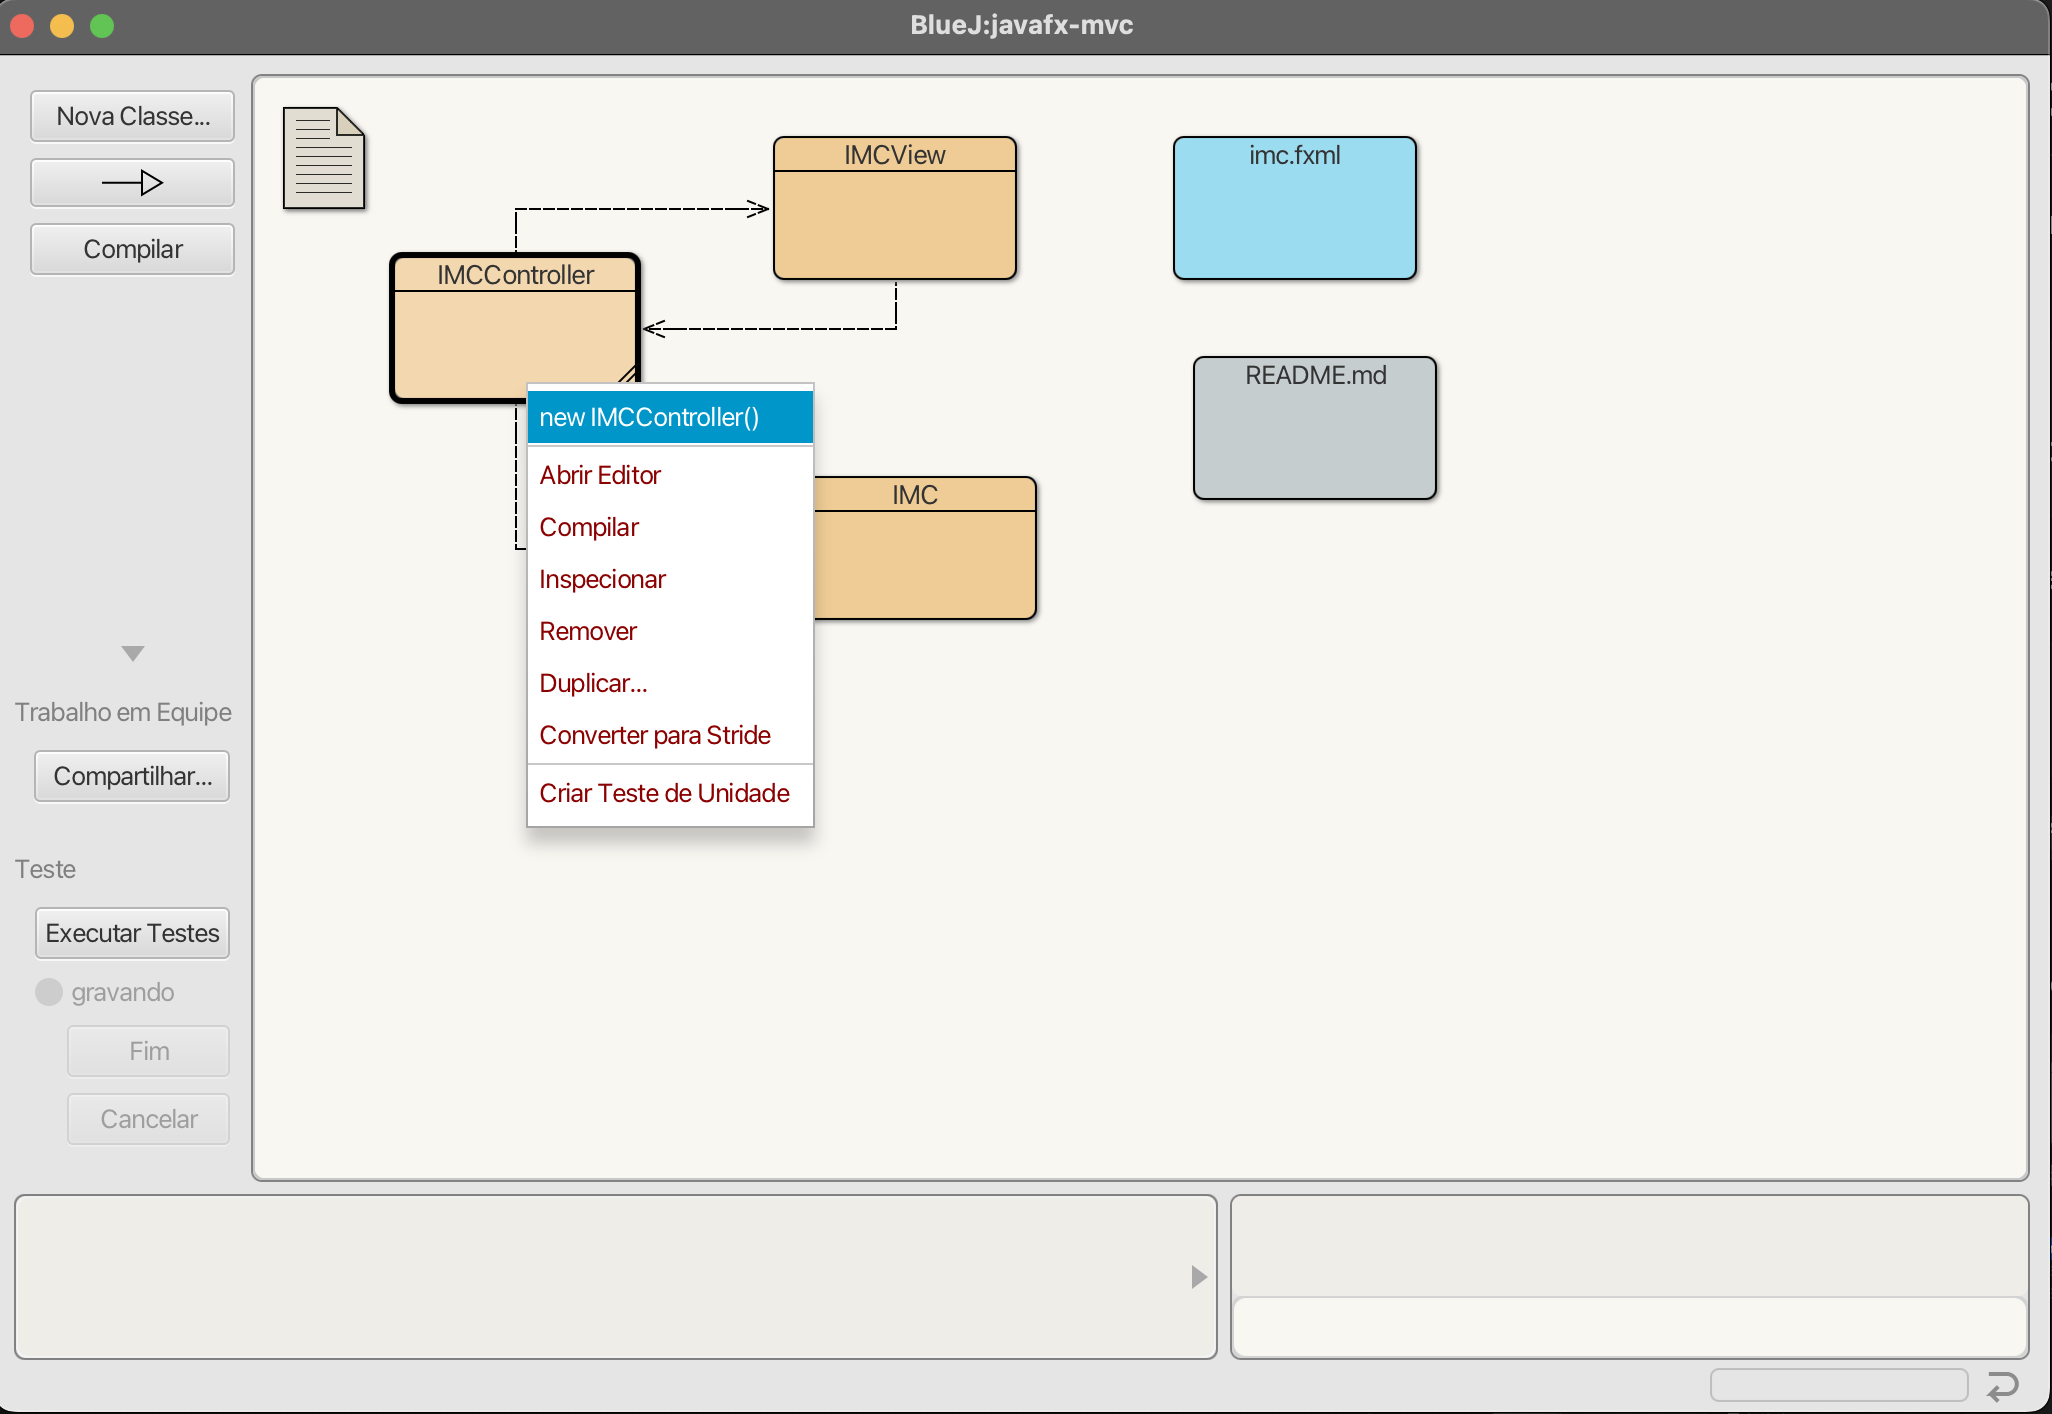 BlueJ:javafx-mvc
Nova Classe...
Compilar
Trabalho em Equipe
Compartilhar...
Teste
Executar Testes
gravando
Fim
Cancelar
IMCView
imc.fxml
IMCController
README.md
IMC
new IMCController()
Abrir Editor
Compilar
Inspecionar
Remover
Duplicar...
Converter para Stride
Criar Teste de Unidade